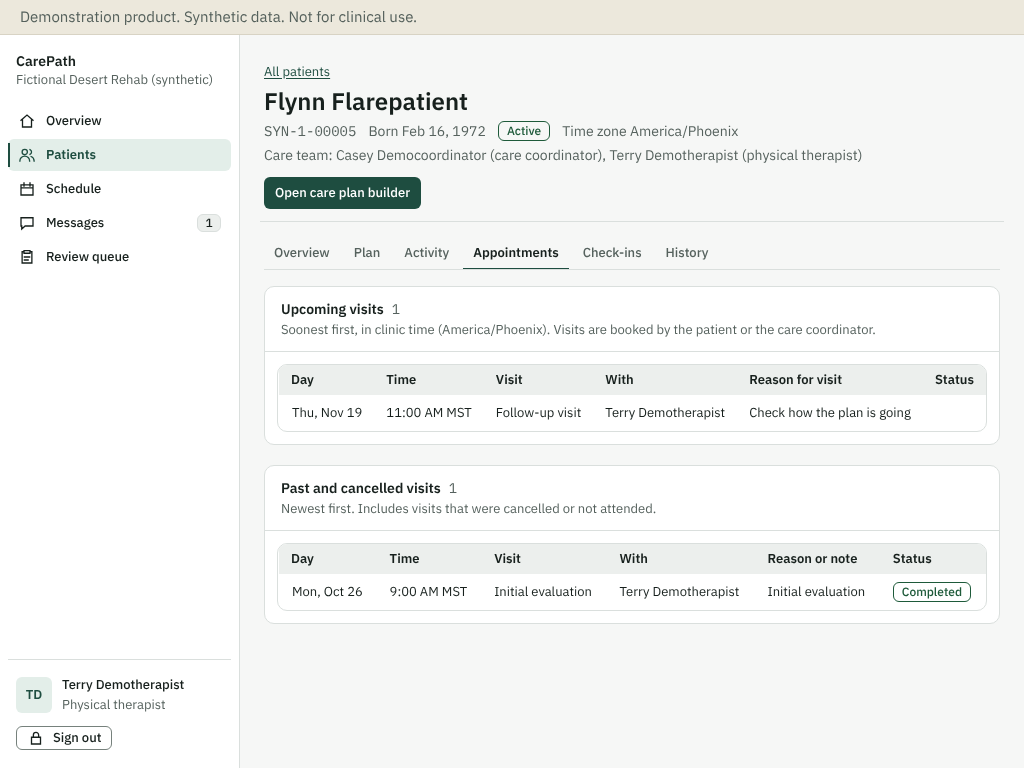 Demonstration product. Synthetic data. Not for clinical use.
CarePath
Fictional Desert Rehab (synthetic)
Overview
Patients
Schedule
Messages 1
Review queue
TD
Terry Demotherapist
Physical therapist
Sign out
All patients
Flynn Flarepatient
SYN-1-00005 Born Feb 16, 1972 Active Time zone America/Phoenix
Care team: Casey Democoordinator (care coordinator), Terry Demotherapist (physical therapist)
Open care plan builder
Overview Plan Activity Appointments Check-ins History
Upcoming visits 1
Soonest first, in clinic time (America/Phoenix). Visits are booked by the patient or the care coordinator.
Day Time Visit With Reason for visit Status
Thu, Nov 19 11:00 AM MST Follow-up visit Terry Demotherapist Check how the plan is going
Past and cancelled visits 1
Newest first. Includes visits that were cancelled or not attended.
Day Time Visit With Reason or note Status
Mon, Oct 26 9:00 AM MST Initial evaluation Terry Demotherapist Initial evaluation Completed